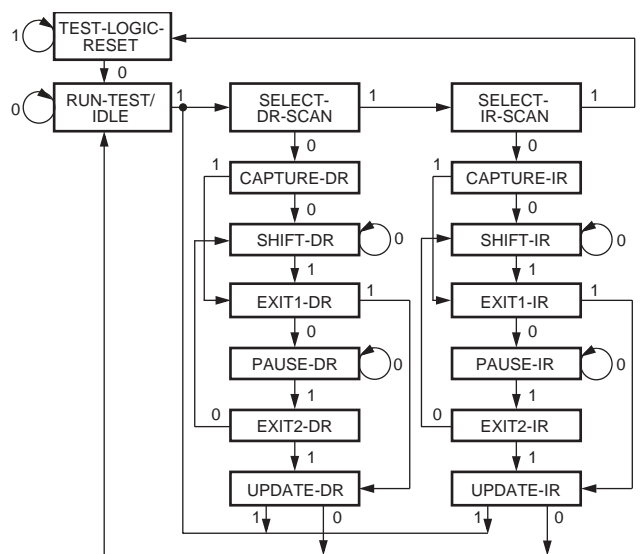 TEST-LOGIC-
RESET
1
0
RUN-TEST/
IDLE
0
1
SELECT-
DR-SCAN
1
SELECT-
IR-SCAN
1
0
0
1
CAPTURE-DR
1
CAPTURE-IR
0
0
SHIFT-DR
0
SHIFT-IR
0
1
1
EXIT1-DR
1
EXIT1-IR
1
0
0
PAUSE-DR
0
PAUSE-IR
0
1
1
0
EXIT2-DR
0
EXIT2-IR
1
1
UPDATE-DR
UPDATE-IR
1
0
1
0